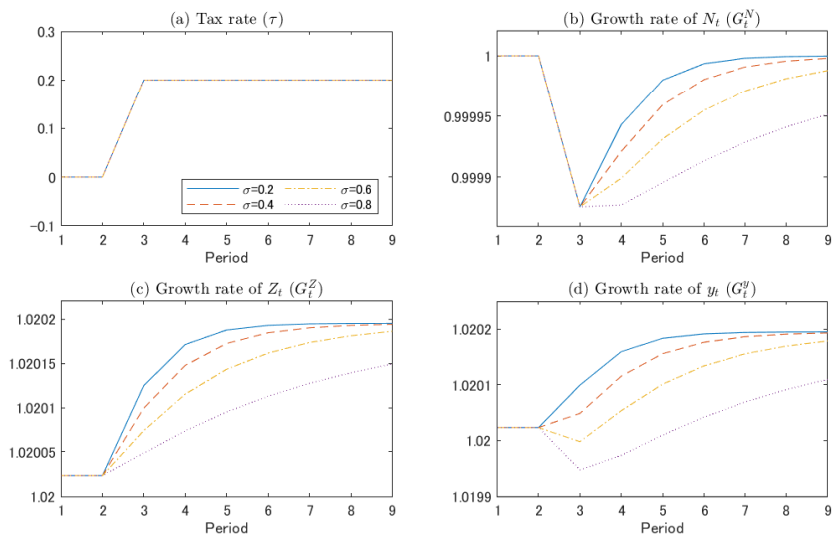 (a) Tax rate (τ)
0.3
0.2
0.1
0
-0.1
1 2 3 4 5 6 7 8 9
Period
σ=0.2 σ=0.6
σ=0.4 σ=0.8
(b) Growth rate of N_t (G_t^N)
1
0.99995
0.9999
1 2 3 4 5 6 7 8 9
Period
(c) Growth rate of Z_t (G_t^Z)
1.0202
1.02015
1.0201
1.02005
1.02
1 2 3 4 5 6 7 8 9
Period
(d) Growth rate of y_t (G_t^y)
1.0202
1.0201
1.02
1.0199
1 2 3 4 5 6 7 8 9
Period